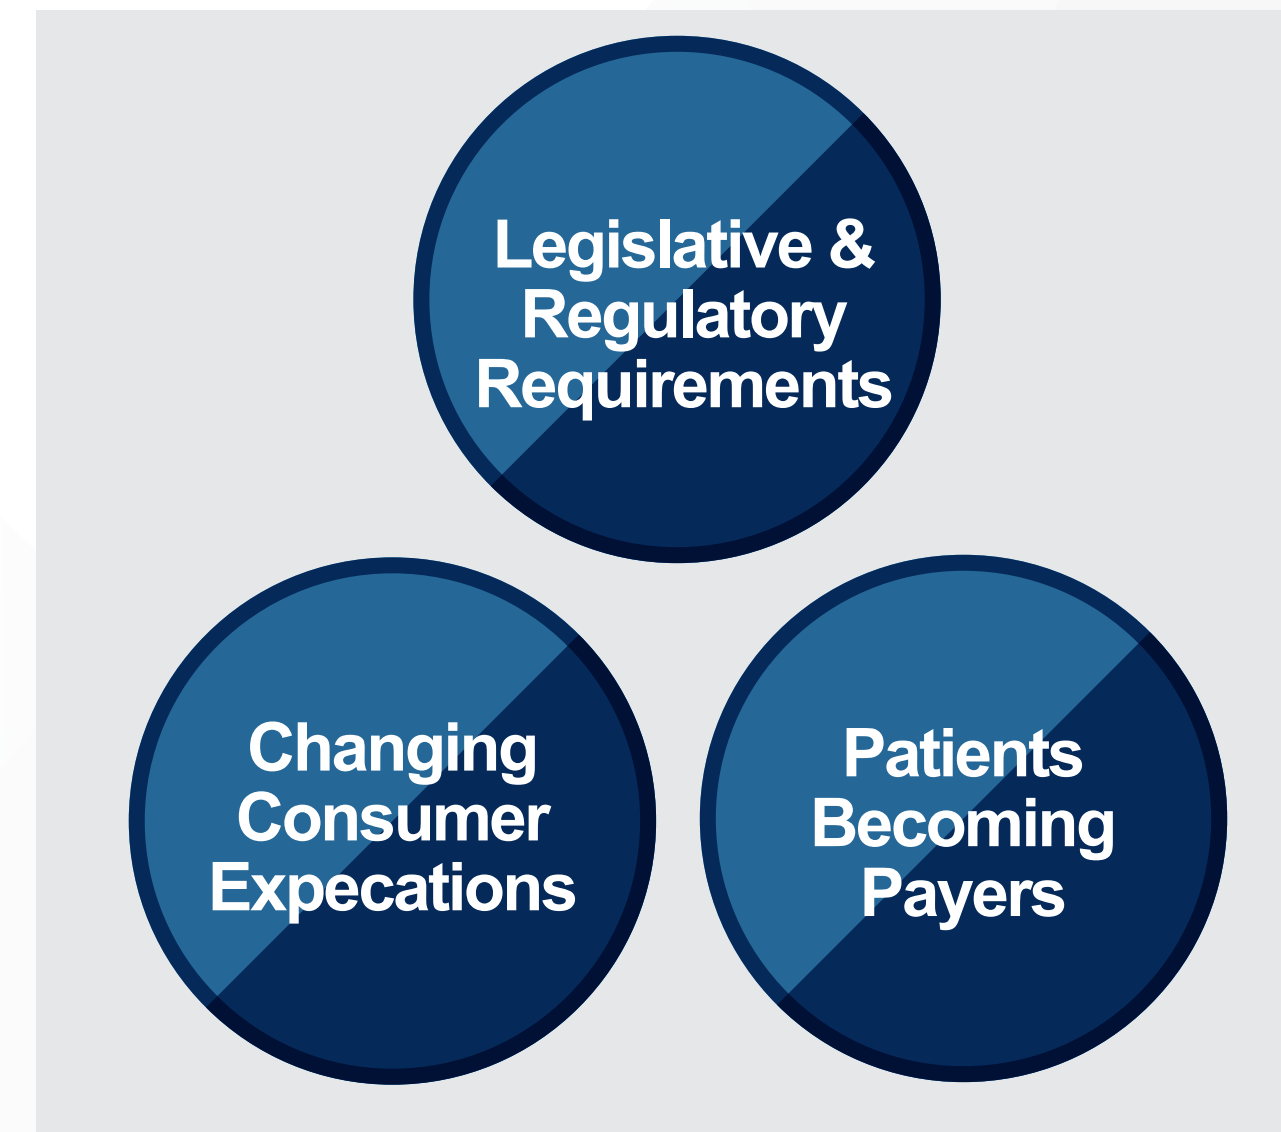 Legislative &
Regulatory
Requirements
Changing
Consumer
Expecations
Patients
Becoming
Payers